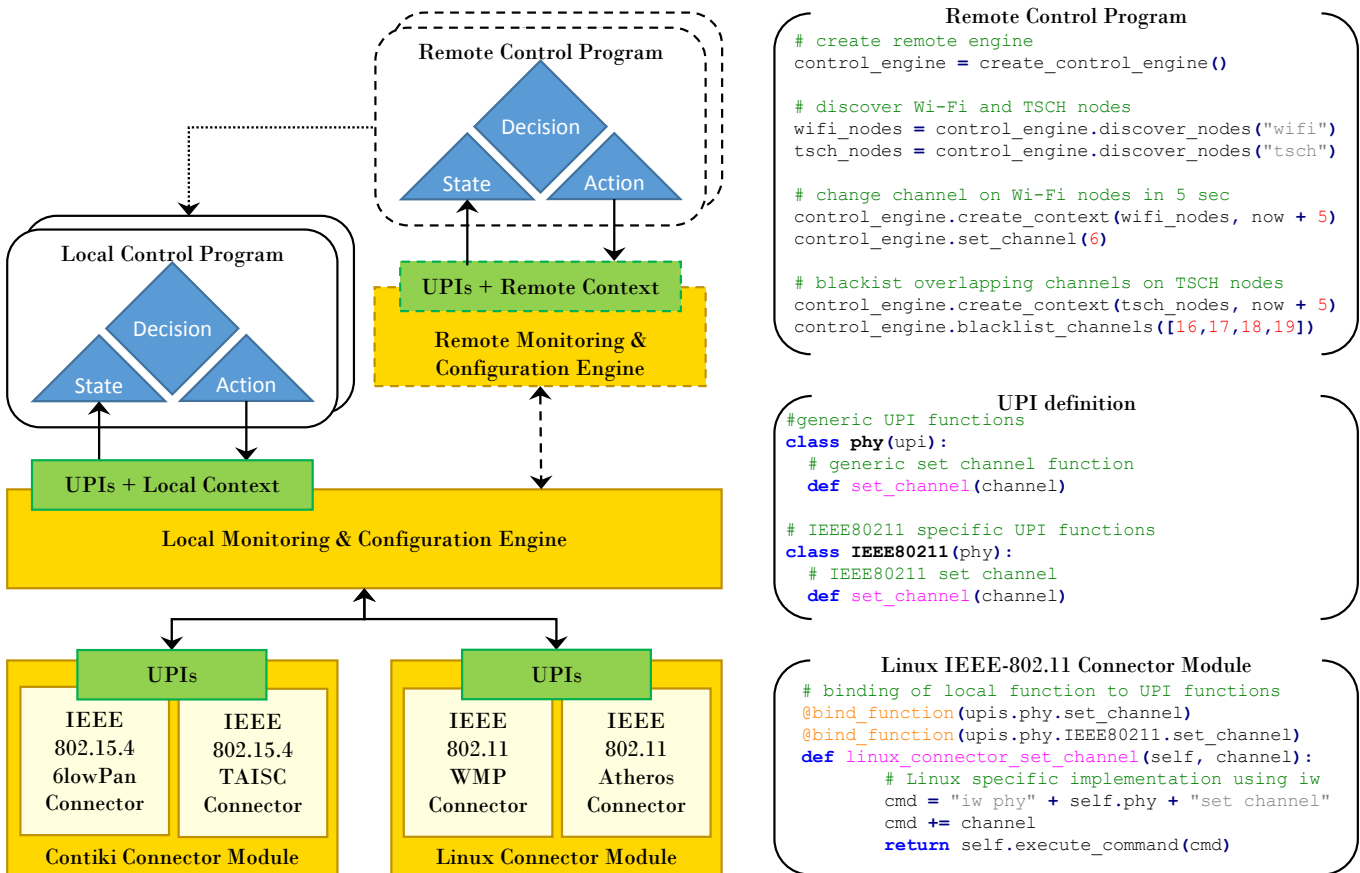 Remote Control Program
Decision
State
Action
UPIs + Remote Context
Remote Monitoring &
Configuration Engine
Local Control Program
Decision
State
Action
UPIs + Local Context
Local Monitoring & Configuration Engine
UPIs
IEEE
802.15.4
6lowPan
Connector
IEEE
802.15.4
TAISC
Connector
Contiki Connector Module
UPIs
IEEE
802.11
WMP
Connector
IEEE
802.11
Atheros
Connector
Linux Connector Module
Remote Control Program
# create remote engine
control_engine = create_control_engine()
# discover Wi-Fi and TSCH nodes
wifi_nodes = control_engine.discover_nodes("wifi")
tsch_nodes = control_engine.discover_nodes("tsch")
# change channel on Wi-Fi nodes in 5 sec
control_engine.create_context(wifi_nodes, now + 5)
control_engine.set_channel(6)
# blackist overlapping channels on TSCH nodes
control_engine.create_context(tsch_nodes, now + 5)
control_engine.blacklist_channels([16,17,18,19])
UPI definition
#generic UPI functions
class phy(upi):
# generic set channel function
def set_channel(channel)
# IEEE80211 specific UPI functions
class IEEE80211(phy):
# IEEE80211 set channel
def set_channel(channel)
Linux IEEE-802.11 Connector Module
# binding of local function to UPI functions
@bind_function(upis.phy.set_channel)
@bind_function(upis.phy.IEEE80211.set_channel)
def linux_connector_set_channel(self, channel):
# Linux specific implementation using iw
cmd = "iw phy" + self.phy + "set channel"
cmd += channel
return self.execute_command(cmd)